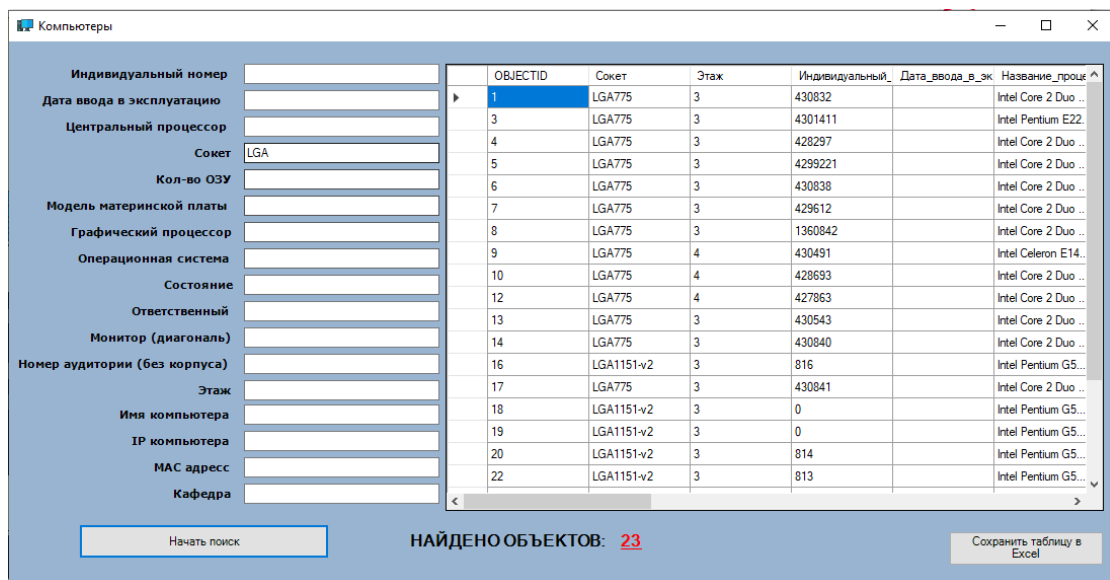 Компьютеры
Индивидуальный номер
Дата ввода в эксплуатацию
Центральный процессор
Сокет LGA
Кол-во ОЗУ
Модель материнской платы
Графический процессор
Операционная система
Состояние
Ответственный
Монитор (диагональ)
Номер аудитории (без корпуса)
Этаж
Имя компьютера
IP компьютера
MAC адресс
Кафедра
OBJECTID Сокет Этаж Индивидуальный_ Дата_ввода_в_эк Название_проце
1 LGA775 3 430832 Intel Core 2 Duo ...
3 LGA775 3 4301411 Intel Pentium E22...
4 LGA775 3 428297 Intel Core 2 Duo ...
5 LGA775 3 4299221 Intel Core 2 Duo ...
6 LGA775 3 430838 Intel Core 2 Duo ...
7 LGA775 3 429612 Intel Core 2 Duo ...
8 LGA775 3 1360842 Intel Core 2 Duo ...
9 LGA775 4 430491 Intel Celeron E14...
10 LGA775 4 428693 Intel Core 2 Duo ...
12 LGA775 4 427863 Intel Core 2 Duo ...
13 LGA775 3 430543 Intel Core 2 Duo ...
14 LGA775 3 430840 Intel Core 2 Duo ...
16 LGA1151-v2 3 816 Intel Pentium G5...
17 LGA775 3 430841 Intel Core 2 Duo ...
18 LGA1151-v2 3 0 Intel Pentium G5...
19 LGA1151-v2 3 0 Intel Pentium G5...
20 LGA1151-v2 3 814 Intel Pentium G5...
22 LGA1151-v2 3 813 Intel Pentium G5...
Начать поиск
НАЙДЕНО ОБЪЕКТОВ: 23
Сохранить таблицу в
Excel